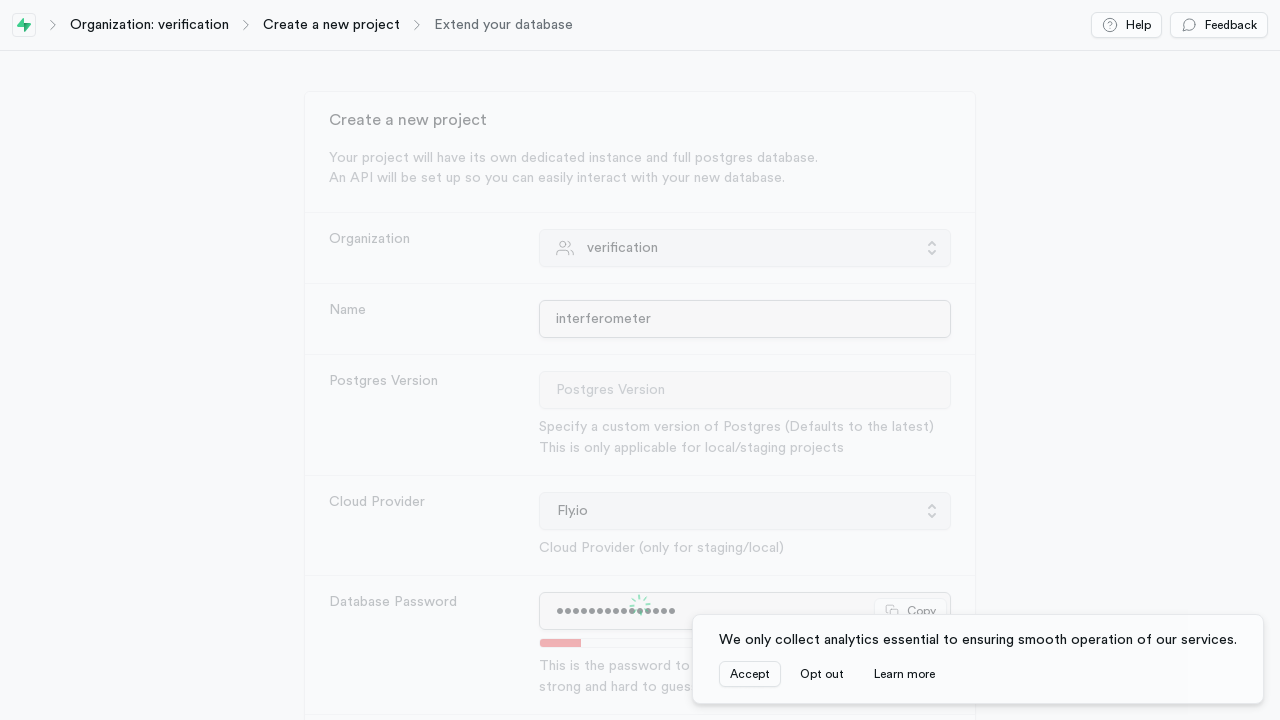 Organization: verification
Create a new project
Extend your database
Help
Feedback
Create a new project
Your project will have its own dedicated instance and full postgres database.
An API will be set up so you can easily interact with your new database.
Organization
verification
Name
interferometer
Postgres Version
Postgres Version
Specify a custom version of Postgres (Defaults to the latest)
This is only applicable for local/staging projects
Cloud Provider
Fly.io
Cloud Provider (only for staging/local)
Database Password
Copy
This is the password to
strong and hard to gues
We only collect analytics essential to ensuring smooth operation of our services.
Accept
Opt out
Learn more